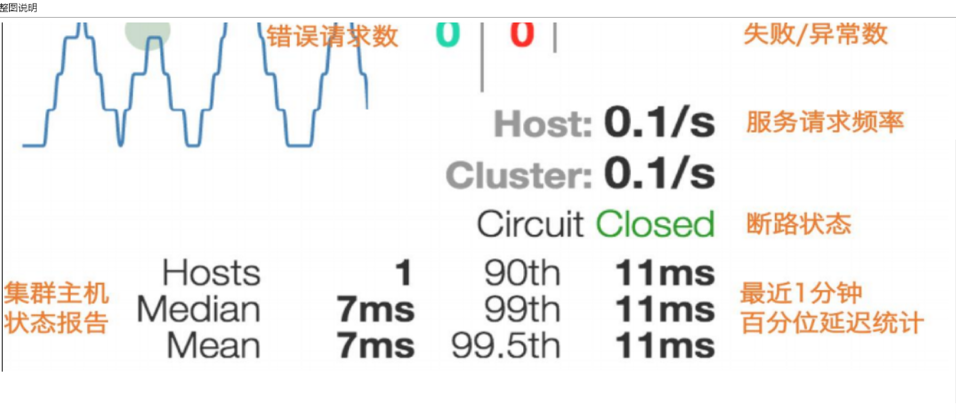 整图说明
错误请求数 0 0 失败/异常数
Host: 0.1/s 服务请求频率
Cluster: 0.1/s
Circuit Closed 断路状态
集群主机
状态报告
Hosts 1 90th 11ms
Median 7ms 99th 11ms
Mean 7ms 99.5th 11ms
最近1分钟
百分位延迟统计